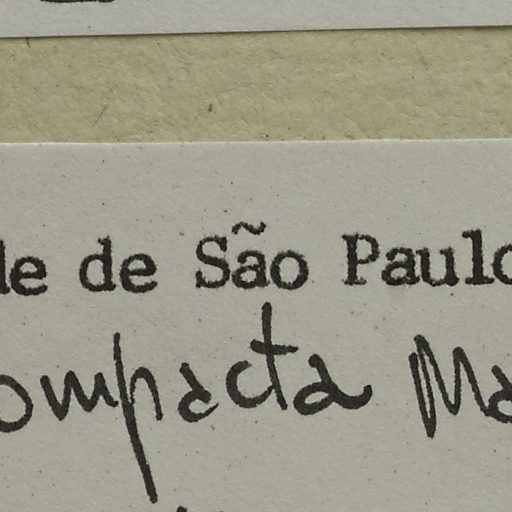 de de São Paulo
ompacta Ma